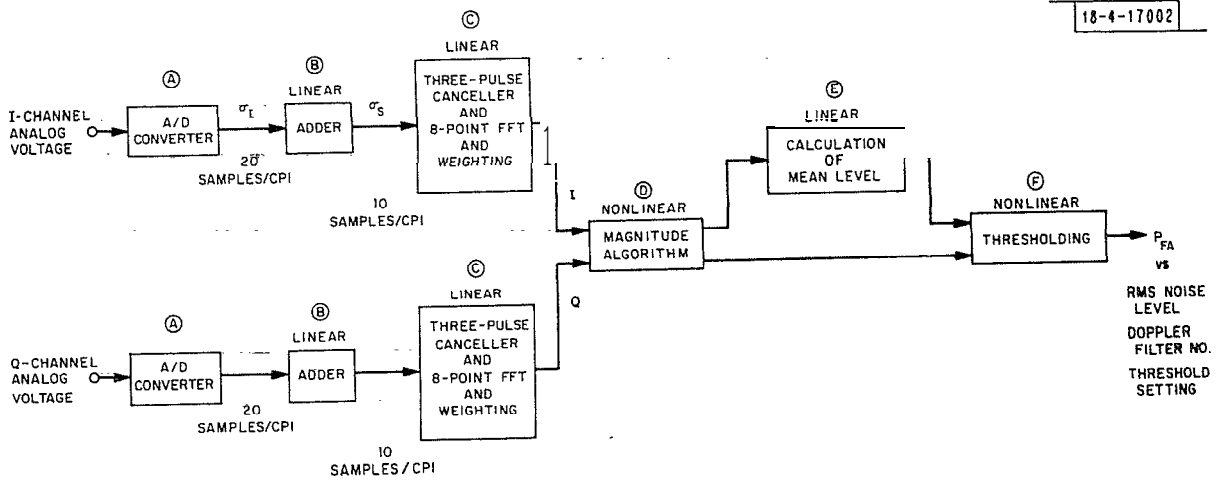 18-4-17002
Ⓒ
LINEAR
THREE-PULSE
CANCELLER
AND
8-POINT FFT
AND
WEIGHTING
Ⓐ
I-CHANNEL
ANALOG
VOLTAGE
A/D
CONVERTER
σI
20
SAMPLES/CPI
Ⓑ
LINEAR
ADDER
σS
10
SAMPLES/CPI
I
Ⓓ
NONLINEAR
MAGNITUDE
ALGORITHM
Ⓔ
LINEAR
CALCULATION
OF
MEAN LEVEL
Ⓕ
NONLINEAR
THRESHOLDING
PFA
vs
RMS NOISE
LEVEL
DOPPLER
FILTER NO.
THRESHOLD
SETTING
Q
Ⓐ
Q-CHANNEL
ANALOG
VOLTAGE
A/D
CONVERTER
20
SAMPLES/CPI
Ⓑ
LINEAR
ADDER
10
SAMPLES/CPI
Ⓒ
LINEAR
THREE-PULSE
CANCELLER
AND
8-POINT FFT
AND
WEIGHTING